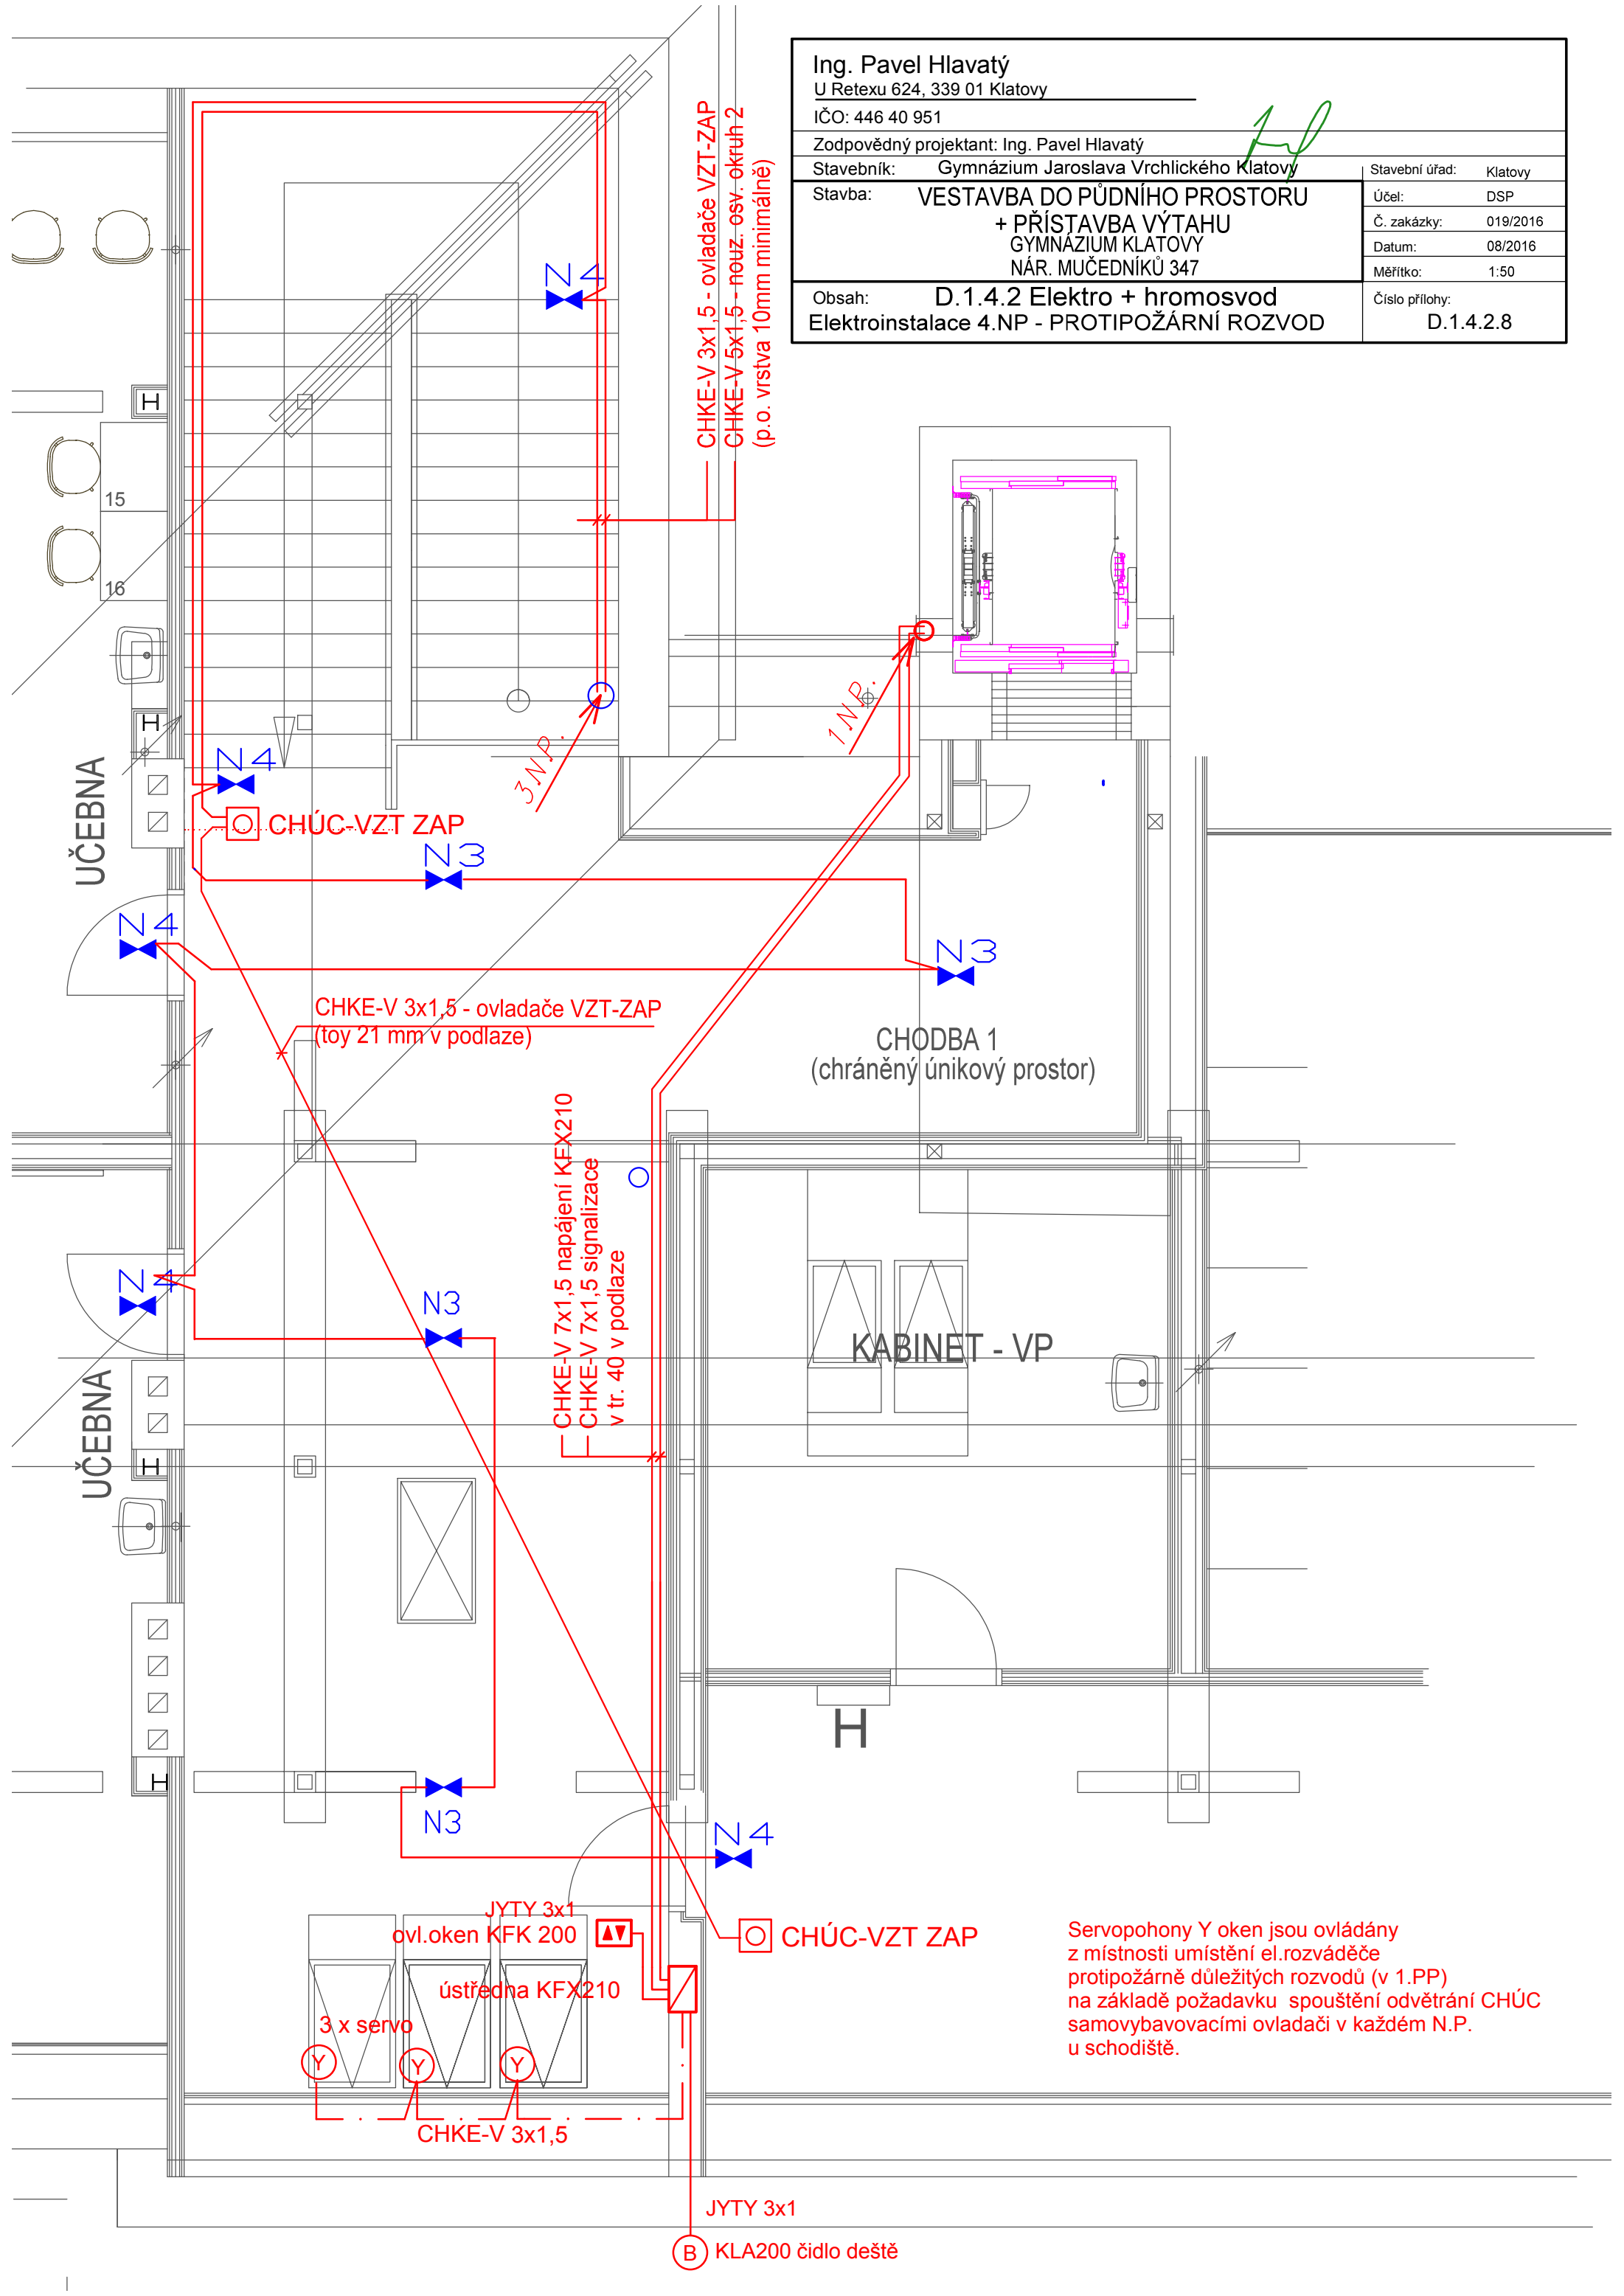 Ing. Pavel Hlavatý
U Retexu 624, 339 01 Klatovy
IČO: 446 40 951
Zodpovědný projektant: Ing. Pavel Hlavatý
Stavebník: Gymnázium Jaroslava Vrchlického Klatovy
Stavba: VESTAVBA DO PŮDNÍHO PROSTORU
+ PŘÍSTAVBA VÝTAHU
GYMNÁZIUM KLATOVY
NÁR. MUČEDNÍKŮ 347
Stavební úřad: Klatovy
Účel: DSP
Č. zakázky: 019/2016
Datum: 08/2016
Měřítko: 1:50
Obsah: D.1.4.2 Elektro + hromosvod
Elektroinstalace 4.NP - PROTIPOŽÁRNÍ ROZVOD
Číslo přílohy:
D.1.4.2.8
CHKE-V 3x1,5 - ovladače VZT-ZAP
CHKE-V 5x1,5 - nouz. osv. okruh 2
(p.o. vrstva 10mm minimálně)
N4
H
15
16
H
1.N.P.
3.N.P.
N4
UČEBNA
CHÚC-VZT ZAP
N3
N4
N3
CHKE-V 3x1,5 - ovladače VZT-ZAP
(toy 21 mm v podlaze)
CHODBA 1
(chráněný únikový prostor)
CHKE-V 7x1,5 napájení KFX210
CHKE-V 7x1,5 signalizace
v tr. 40 v podlaze
N4
N3
KABINET - VP
UČEBNA
H
H
H
N3
N4
JYTY 3x1
ovl.oken KFK 200
CHÚC-VZT ZAP
ústředna KFX210
3 x servo
Y
Y
Y
CHKE-V 3x1,5
Servopohony Y oken jsou ovládány
z místnosti umístění el.rozváděče
protipožárně důležitých rozvodů (v 1.PP)
na základě požadavku spouštění odvětrání CHÚC
samovybavovacími ovladači v každém N.P.
u schodiště.
JYTY 3x1
B KLA200 čidlo deště